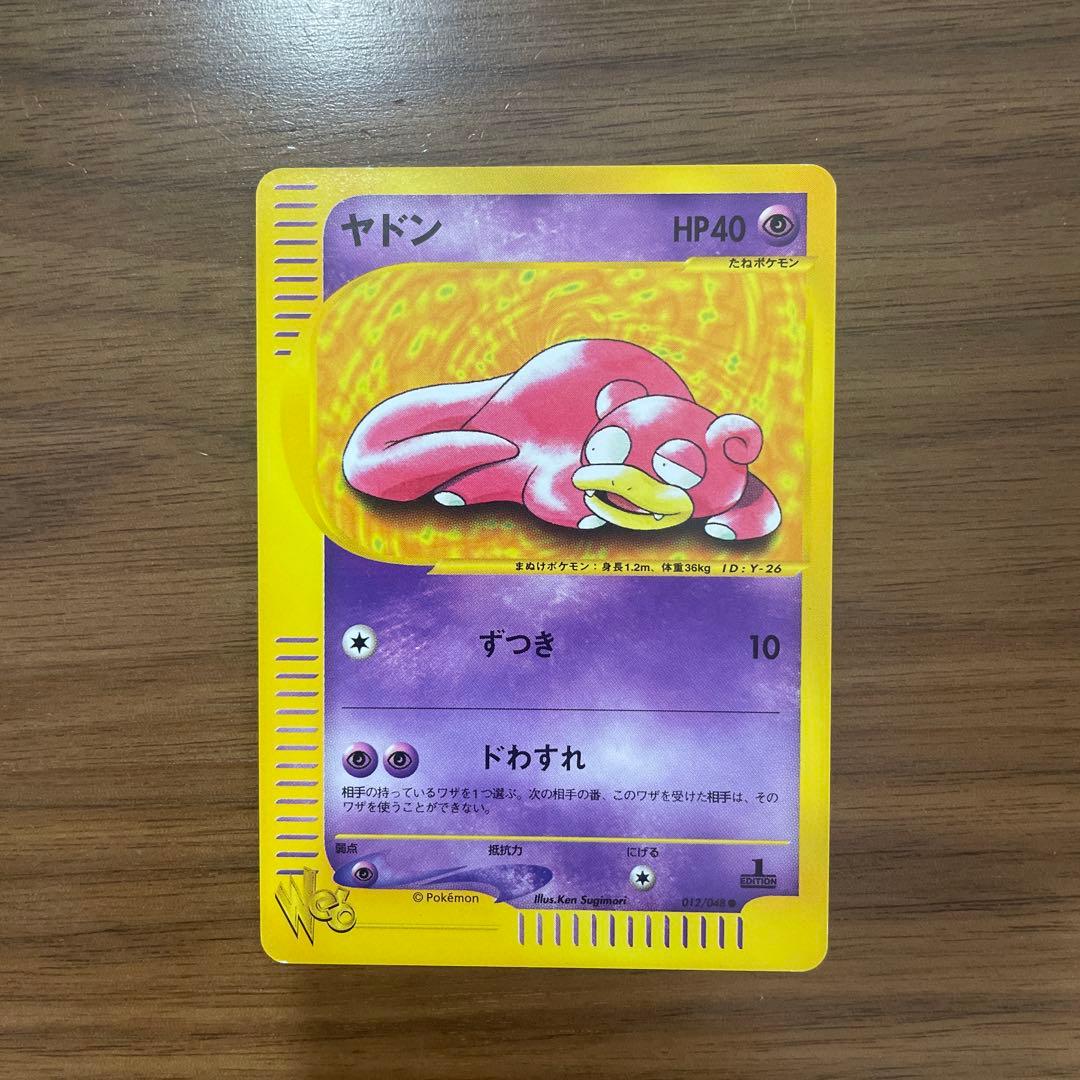 ヤドン HP40
たねポケモン
まぬけポケモン：身長1.2m、体重36kg ID:Y-26
ずつき 10
ドわすれ
相手の持っているワザを1つ選ぶ。次の相手の番、このワザを受けた相手は、その
ワザを使うことができない。
弱点 抵抗力 にげる
1
EDITION
Web
© Pokémon Illus.Ken Sugimori 012/048